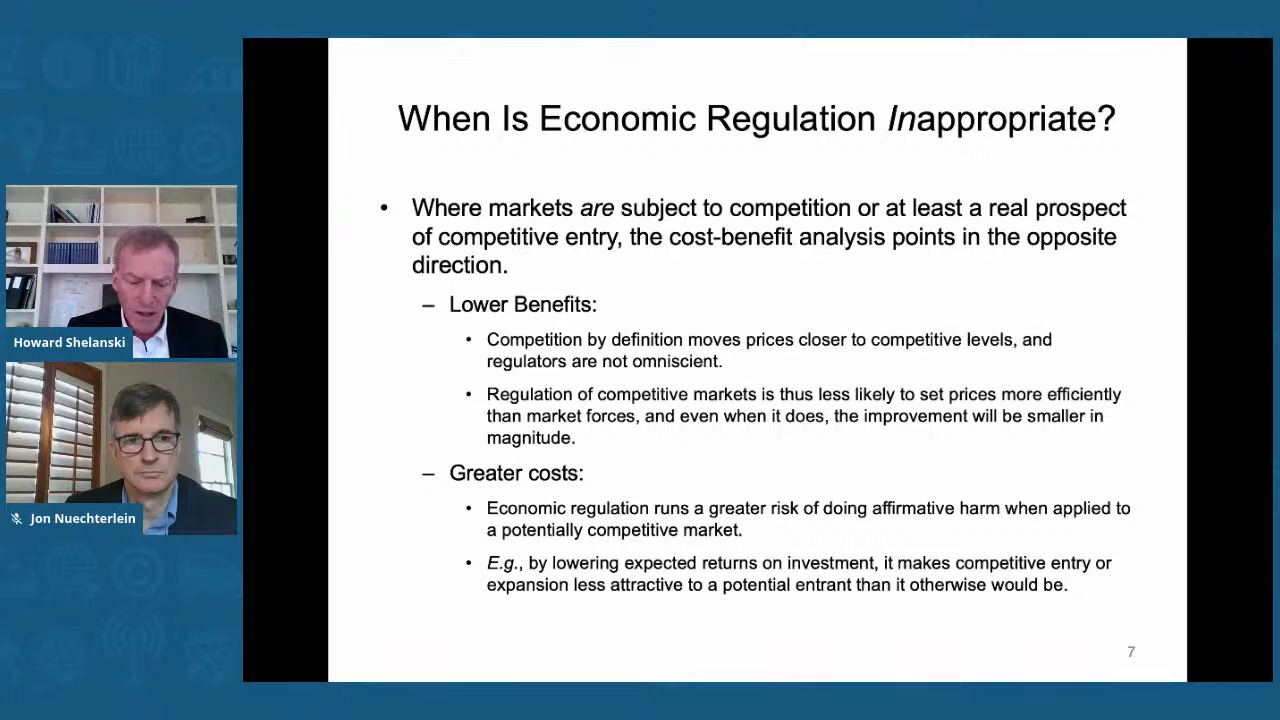 When Is Economic Regulation Inappropriate?
• Where markets are subject to competition or at least a real prospect
of competitive entry, the cost-benefit analysis points in the opposite
direction.
– Lower Benefits:
• Competition by definition moves prices closer to competitive levels, and
regulators are not omniscient.
• Regulation of competitive markets is thus less likely to set prices more efficiently
than market forces, and even when it does, the improvement will be smaller in
magnitude.
– Greater costs:
• Economic regulation runs a greater risk of doing affirmative harm when applied to
a potentially competitive market.
• E.g., by lowering expected returns on investment, it makes competitive entry or
expansion less attractive to a potential entrant than it otherwise would be.
7
Howard Shelanski
Jon Nuechterlein